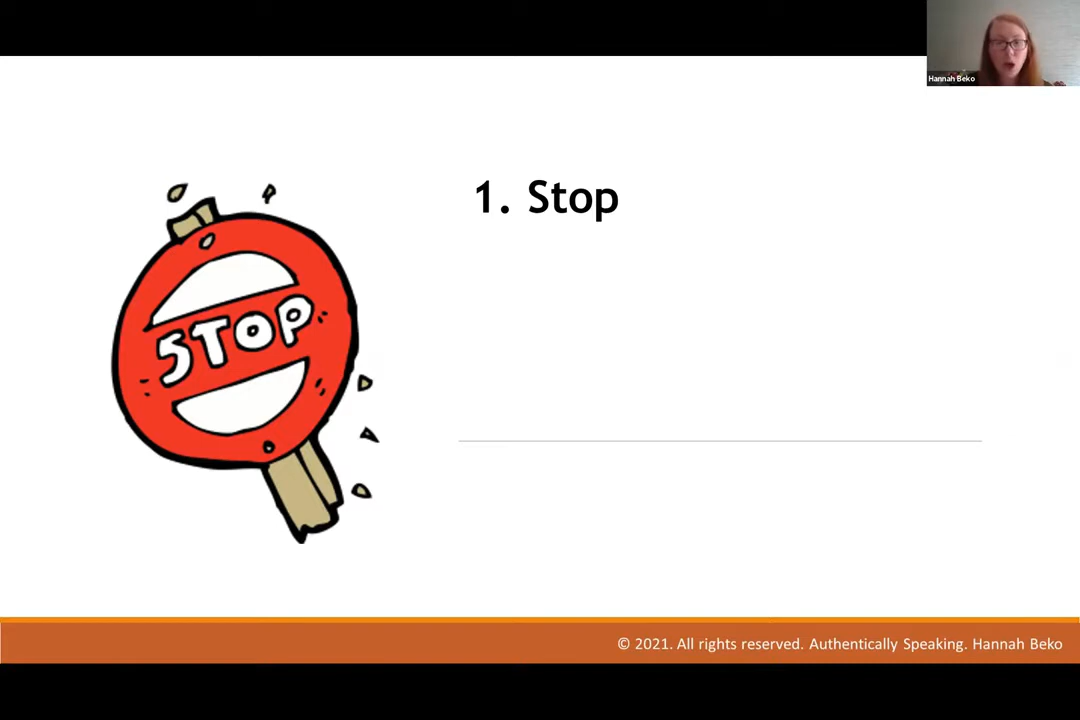 Hannah Beko
1. Stop
STOP
© 2021. All rights reserved. Authentically Speaking. Hannah Beko